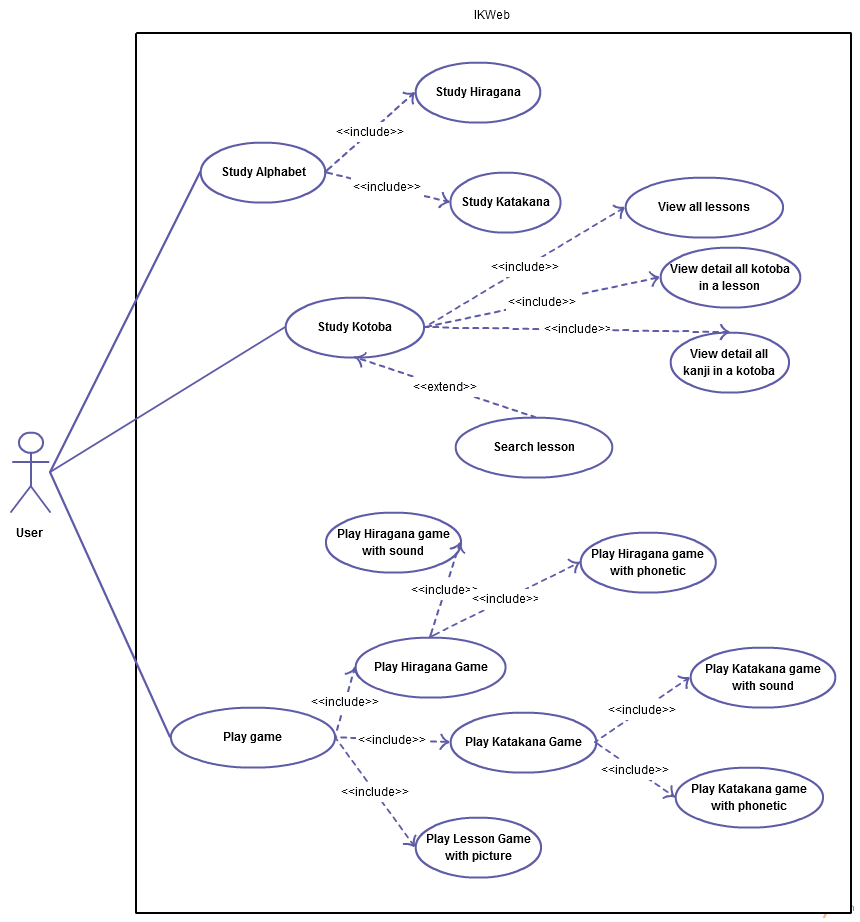 IKWeb
Study Hiragana
<<include>>
Study Alphabet
<<include>>
Study Katakana
View all lessons
<<include>>
View detail all kotoba
in a lesson
<<include>>
Study Kotoba
<<include>>
View detail all
kanji in a kotoba
<<extend>>
Search lesson
User
Play Hiragana game
with sound
Play Hiragana game
with phonetic
<<include>>
<<include>>
Play Hiragana Game
Play Katakana game
with sound
<<include>>
<<include>>
Play game
<<include>>
Play Katakana Game
<<include>>
Play Katakana game
with phonetic
<<include>>
Play Lesson Game
with picture